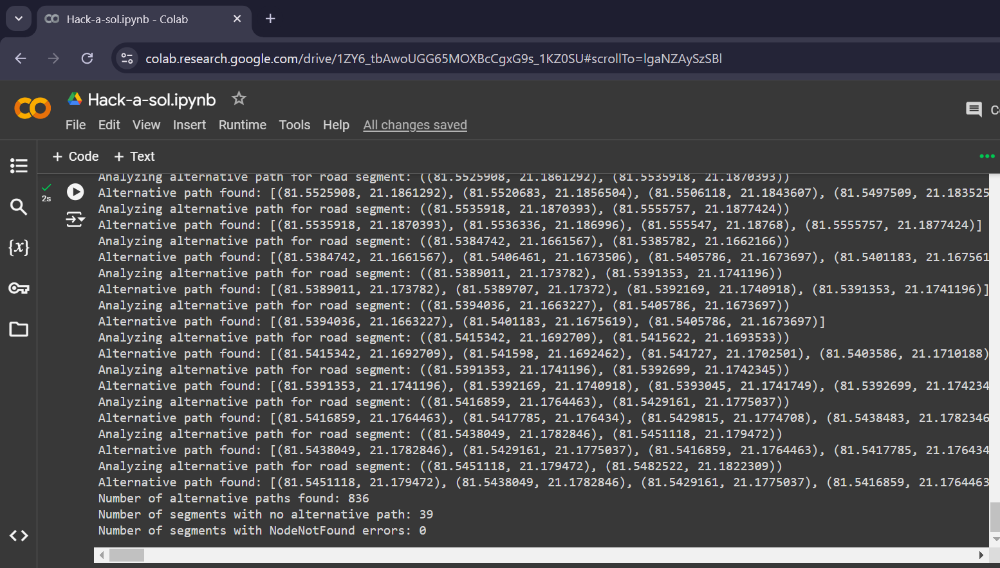 Hack-a-sol.ipynb - Colab
colab.research.google.com/drive/1ZY6_tbAwoUGG65MOXBcCgxG9s_1KZ0SU#scrollTo=lgaNZAySzSBl
Hack-a-sol.ipynb
File Edit View Insert Runtime Tools Help All changes saved
+ Code + Text
Analyzing alternative path for road segment: ((81.5525908, 21.1861292), (81.5535918, 21.1870393))
2s
Alternative path found: [(81.5525908, 21.1861292), (81.5520683, 21.1856504), (81.5506118, 21.1843607), (81.5497509, 21.183525
Analyzing alternative path for road segment: ((81.5535918, 21.1870393), (81.5555757, 21.1877424))
Alternative path found: [(81.5535918, 21.1870393), (81.5536336, 21.186996), (81.555547, 21.18768), (81.5555757, 21.1877424)]
Analyzing alternative path for road segment: ((81.5384742, 21.1661567), (81.5385782, 21.1662166))
Alternative path found: [(81.5384742, 21.1661567), (81.5406461, 21.1673506), (81.5405786, 21.1673697), (81.5401183, 21.167561
Analyzing alternative path for road segment: ((81.5389011, 21.173782), (81.5391353, 21.1741196))
Alternative path found: [(81.5389011, 21.173782), (81.5389707, 21.17372), (81.5392169, 21.1740918), (81.5391353, 21.1741196)]
Analyzing alternative path for road segment: ((81.5394036, 21.1663227), (81.5405786, 21.1673697))
Alternative path found: [(81.5394036, 21.1663227), (81.5401183, 21.1675619), (81.5405786, 21.1673697)]
Analyzing alternative path for road segment: ((81.5415342, 21.1692709), (81.5415622, 21.1693533))
Alternative path found: [(81.5415342, 21.1692709), (81.541598, 21.1692462), (81.541727, 21.1702501), (81.5403586, 21.1710188)
Analyzing alternative path for road segment: ((81.5391353, 21.1741196), (81.5392699, 21.1742345))
Alternative path found: [(81.5391353, 21.1741196), (81.5392169, 21.1740918), (81.5393045, 21.1741749), (81.5392699, 21.174234
Analyzing alternative path for road segment: ((81.5416859, 21.1764463), (81.5429161, 21.1775037))
Alternative path found: [(81.5416859, 21.1764463), (81.5417785, 21.176434), (81.5429815, 21.1774708), (81.5438483, 21.1782346
Analyzing alternative path for road segment: ((81.5438049, 21.1782846), (81.5451118, 21.179472))
Alternative path found: [(81.5438049, 21.1782846), (81.5429161, 21.1775037), (81.5416859, 21.1764463), (81.5417785, 21.176434
Analyzing alternative path for road segment: ((81.5451118, 21.179472), (81.5482522, 21.1822309))
Alternative path found: [(81.5451118, 21.179472), (81.5438049, 21.1782846), (81.5429161, 21.1775037), (81.5416859, 21.1764463
Number of alternative paths found: 836
Number of segments with no alternative path: 39
Number of segments with NodeNotFound errors: 0